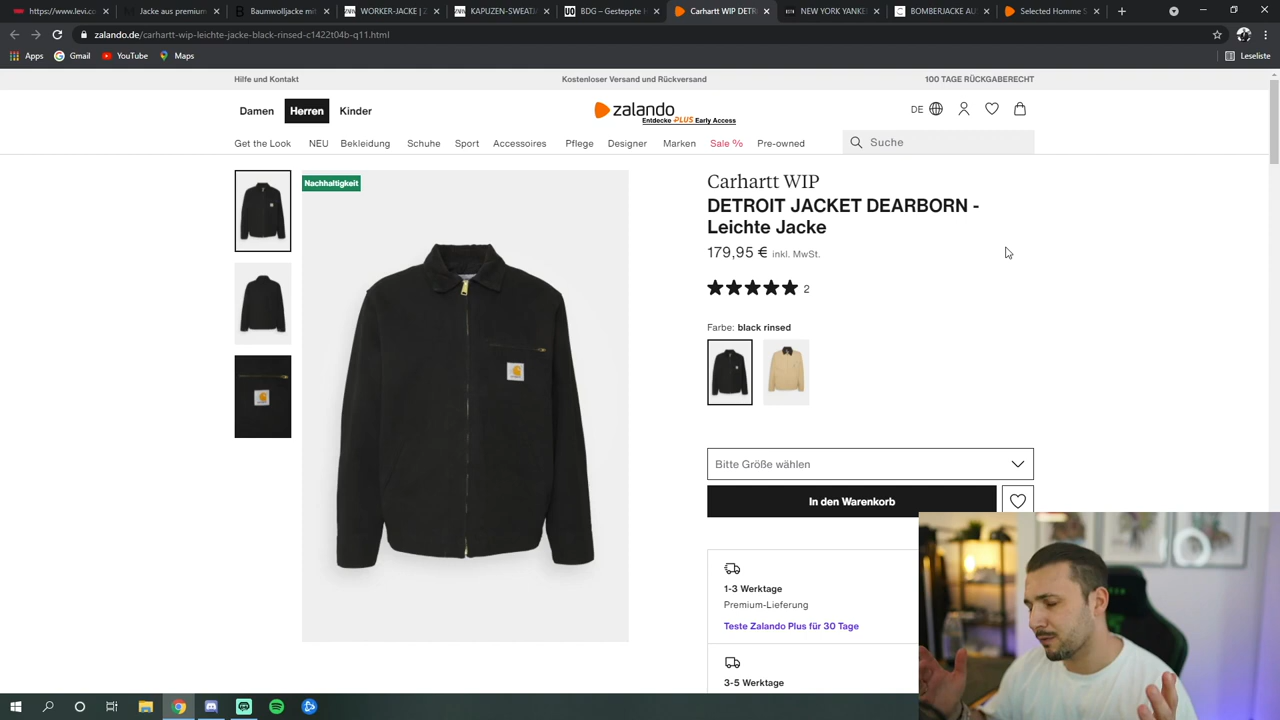 https://www.levi.co
Jacke aus premium
Baumwolljacke mit
WORKER-JACKE | Z
KAPUZEN-SWEATJ
BDG – Gesteppte
Carhartt WIP DETR
NEW YORK YANKE
BOMBERJACKE AUS
Selected Homme S
zalando.de/carhartt-wip-leichte-jacke-black-rinsed-c1422t04b-q11.html
Apps
Gmail
YouTube
Maps
Leseliste
Hilfe und Kontakt
Kostenloser Versand und Rückversand
100 TAGE RÜCKGABERECHT
Damen
Herren
Kinder
zalando
Entdecke PLUS Early Access
DE
Get the Look
NEU
Bekleidung
Schuhe
Sport
Accessoires
Pflege
Designer
Marken
Sale %
Pre-owned
Suche
Nachhaltigkeit
Carhartt WIP
DETROIT JACKET DEARBORN -
Leichte Jacke
179,95 € inkl. MwSt.
2
Farbe: black rinsed
Bitte Größe wählen
In den Warenkorb
1-3 Werktage
Premium-Lieferung
Teste Zalando Plus für 30 Tage
3-5 Werktage